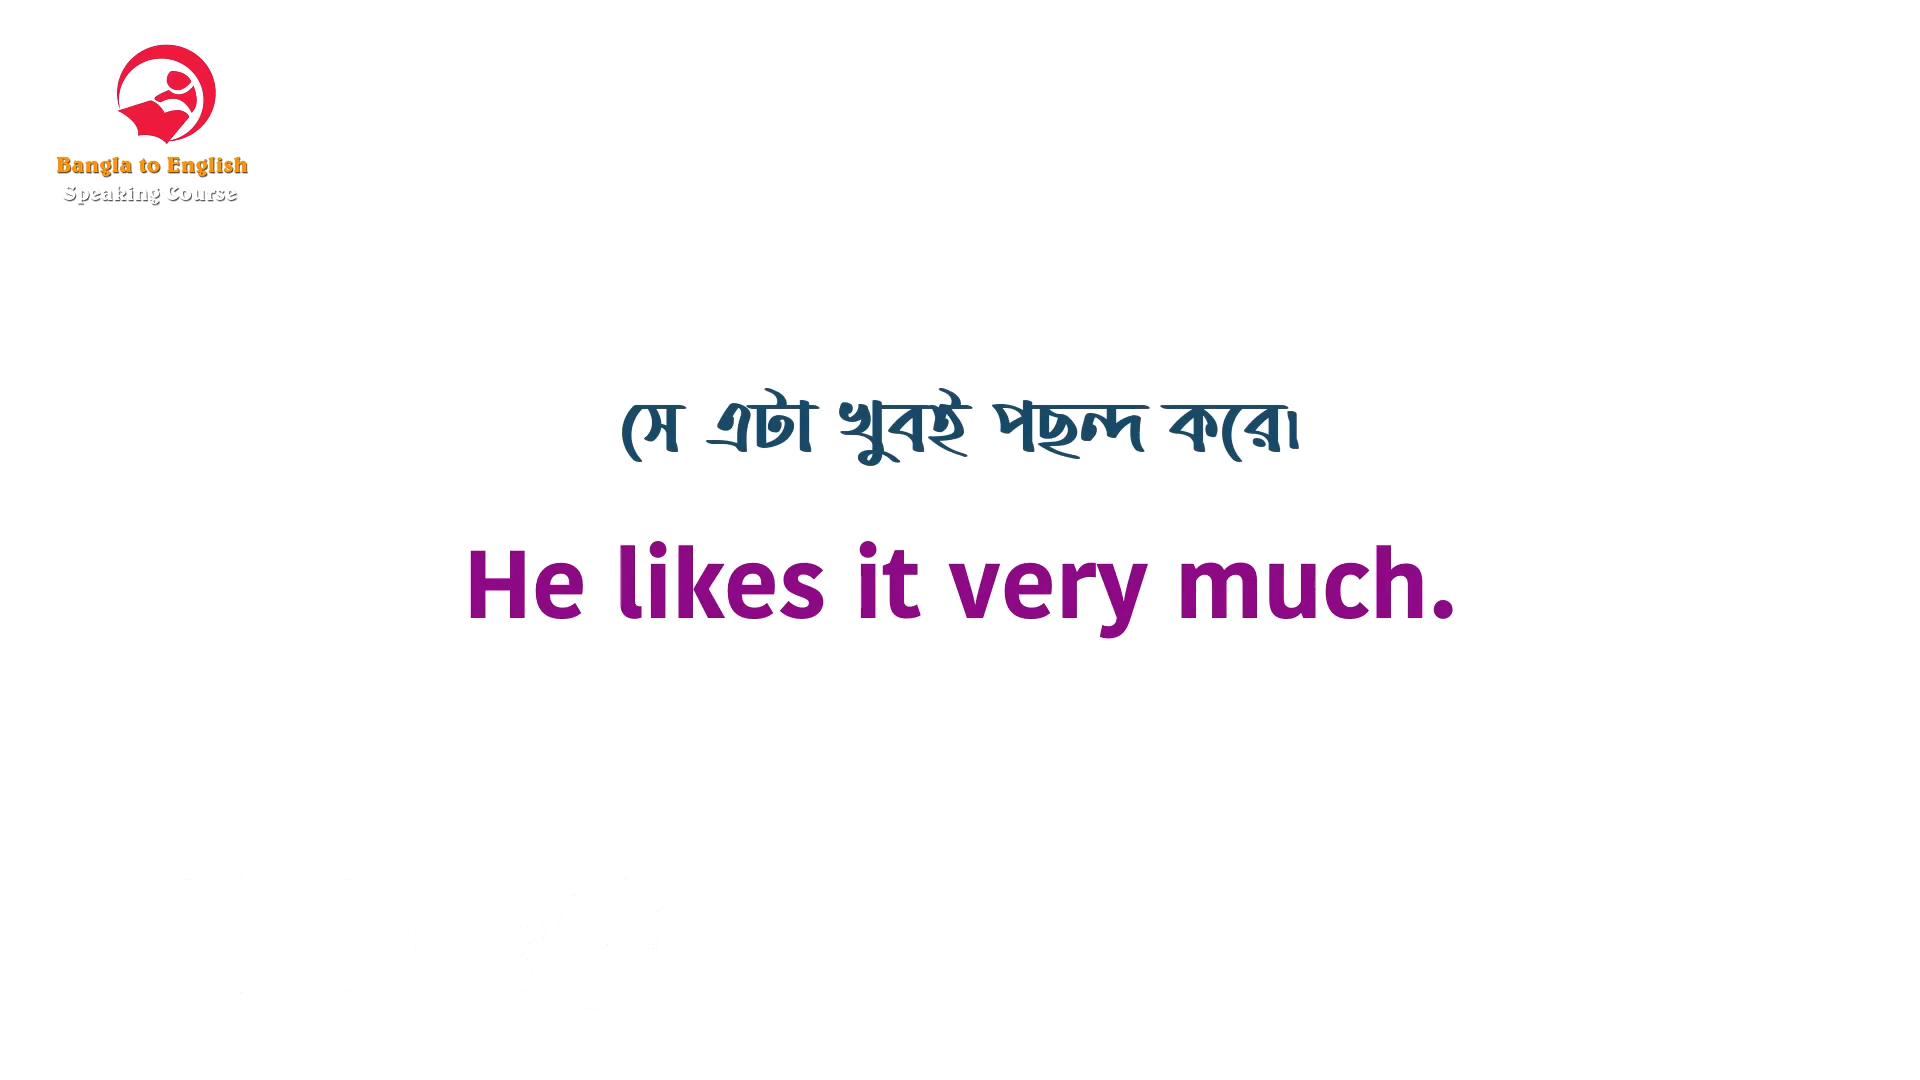 Bangla to English
Speaking Course
সে এটা খুবই পছন্দ করে।
He likes it very much.